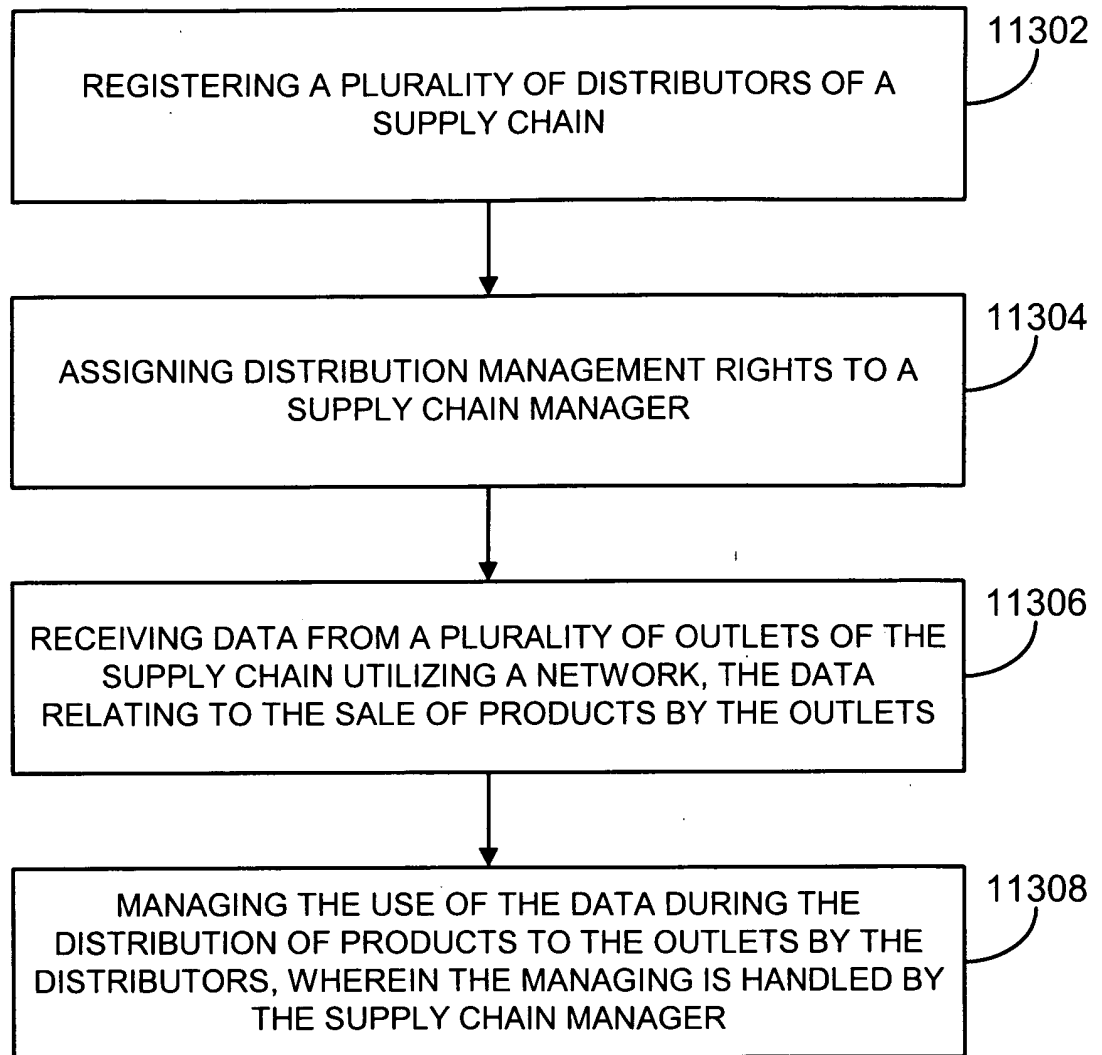 11302
REGISTERING A PLURALITY OF DISTRIBUTORS OF A
SUPPLY CHAIN
11304
ASSIGNING DISTRIBUTION MANAGEMENT RIGHTS TO A
SUPPLY CHAIN MANAGER
11306
RECEIVING DATA FROM A PLURALITY OF OUTLETS OF THE
SUPPLY CHAIN UTILIZING A NETWORK, THE DATA
RELATING TO THE SALE OF PRODUCTS BY THE OUTLETS
11308
MANAGING THE USE OF THE DATA DURING THE
DISTRIBUTION OF PRODUCTS TO THE OUTLETS BY THE
DISTRIBUTORS, WHEREIN THE MANAGING IS HANDLED BY
THE SUPPLY CHAIN MANAGER